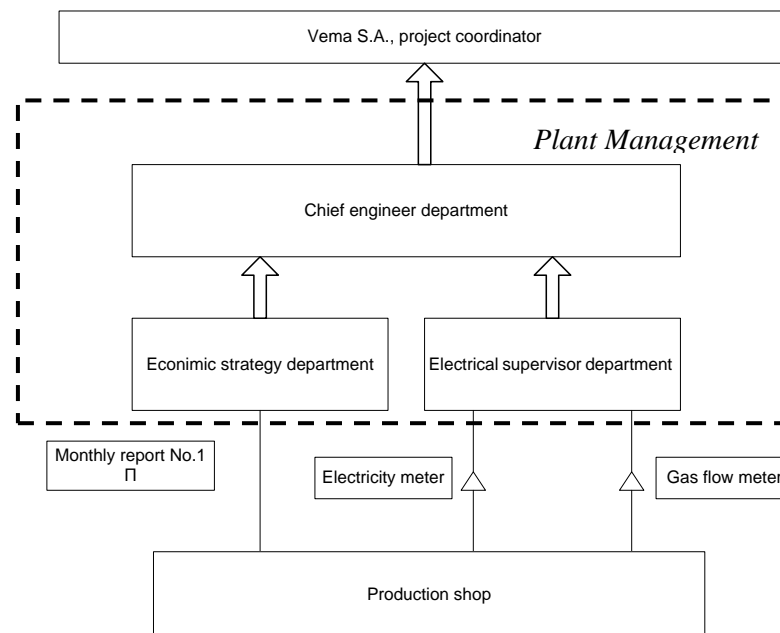 Vema S.A., project coordinator
Plant Management
Chief engineer department
Econimic strategy department
Electrical supervisor department
Monthly report No.1
П
Electricity meter
Gas flow meter
Production shop